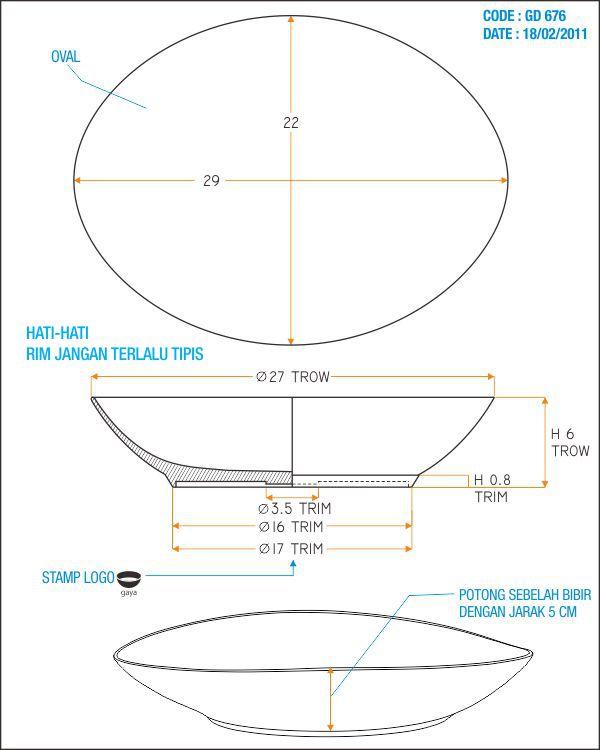 CODE : GD 676
DATE : 18/02/2011
OVAL
22
29
HATI-HATI
RIM JANGAN TERLALU TIPIS
Ø27 TROW
H 6
TROW
H 0.8
TRIM
Ø3.5 TRIM
Ø16 TRIM
Ø17 TRIM
STAMP LOGO
gaya
POTONG SEBELAH BIBIR
DENGAN JARAK 5 CM